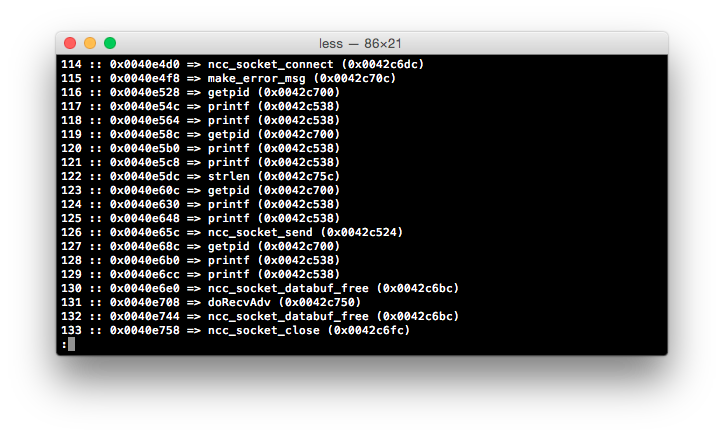 less — 86×21
114 :: 0x0040e4d0 => ncc_socket_connect (0x0042c6dc)
115 :: 0x0040e4f8 => make_error_msg (0x0042c70c)
116 :: 0x0040e528 => getpid (0x0042c700)
117 :: 0x0040e54c => printf (0x0042c538)
118 :: 0x0040e564 => printf (0x0042c538)
119 :: 0x0040e58c => getpid (0x0042c700)
120 :: 0x0040e5b0 => printf (0x0042c538)
121 :: 0x0040e5c8 => printf (0x0042c538)
122 :: 0x0040e5dc => strlen (0x0042c75c)
123 :: 0x0040e60c => getpid (0x0042c700)
124 :: 0x0040e630 => printf (0x0042c538)
125 :: 0x0040e648 => printf (0x0042c538)
126 :: 0x0040e65c => ncc_socket_send (0x0042c524)
127 :: 0x0040e68c => getpid (0x0042c700)
128 :: 0x0040e6b0 => printf (0x0042c538)
129 :: 0x0040e6cc => printf (0x0042c538)
130 :: 0x0040e6e0 => ncc_socket_databuf_free (0x0042c6bc)
131 :: 0x0040e708 => doRecvAdv (0x0042c750)
132 :: 0x0040e744 => ncc_socket_databuf_free (0x0042c6bc)
133 :: 0x0040e758 => ncc_socket_close (0x0042c6fc)
: